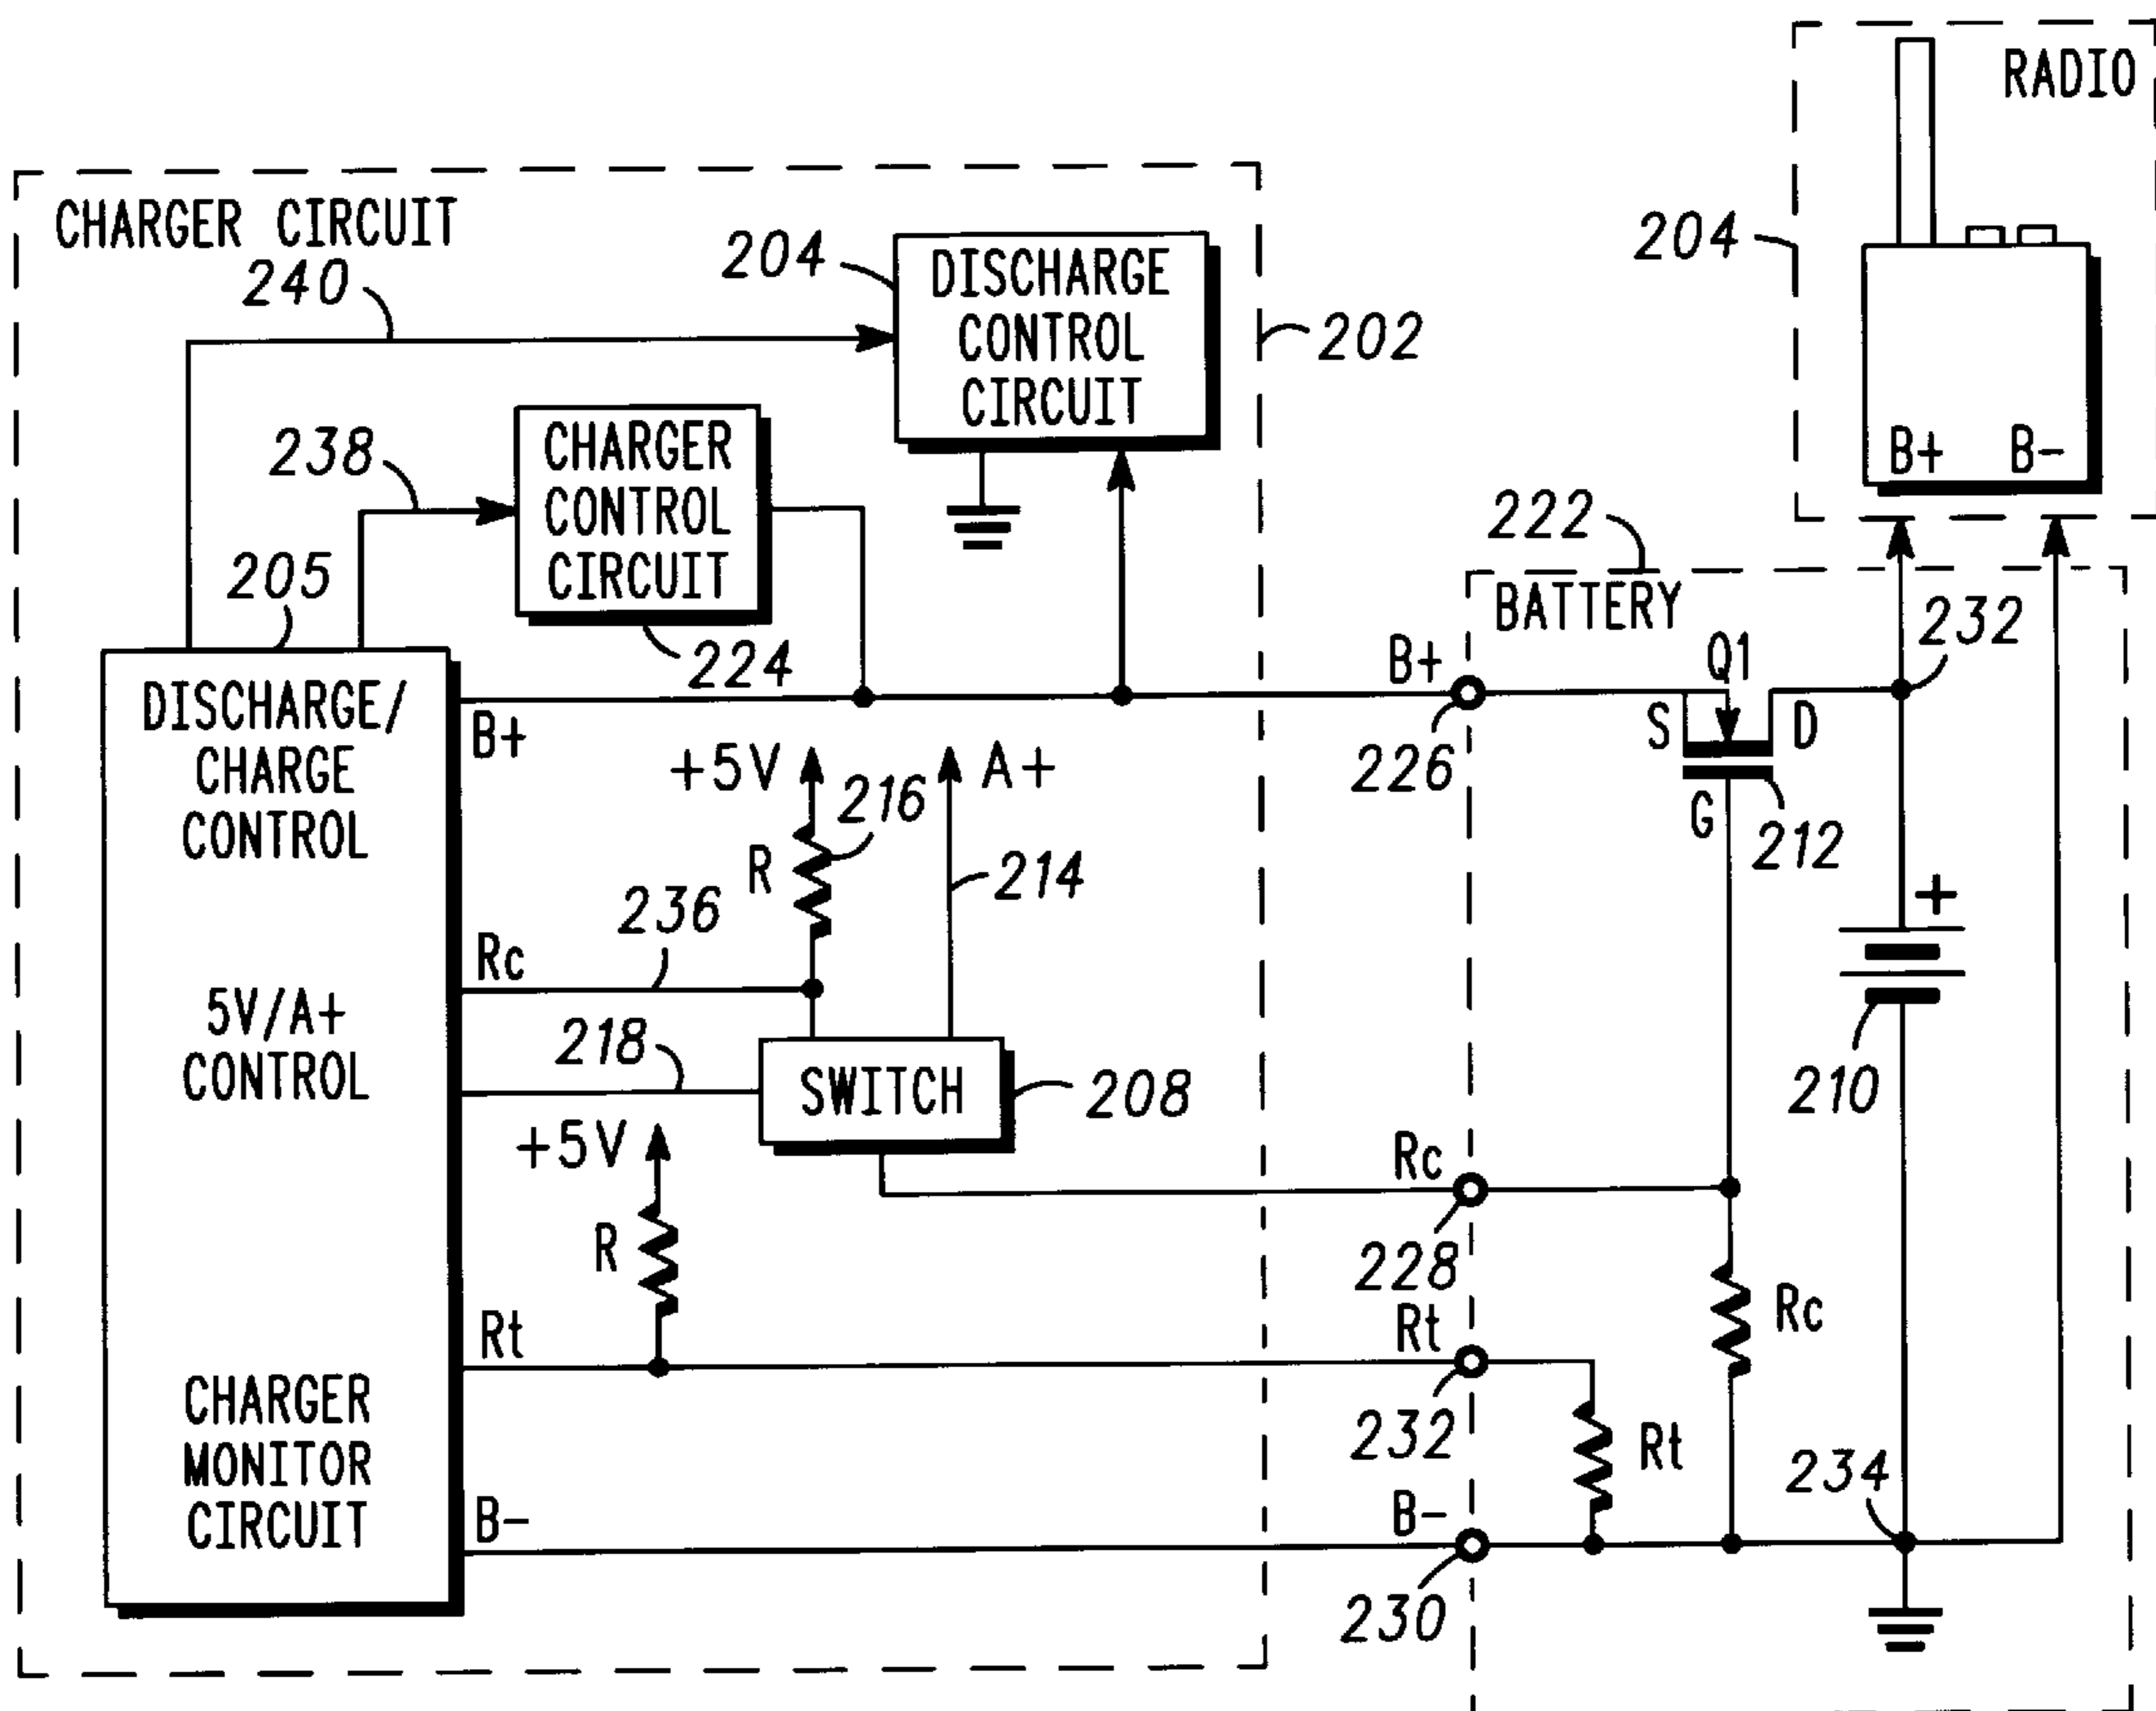 RADIO
CHARGER CIRCUIT
240
204
DISCHARGE
CONTROL
CIRCUIT
202
204
B+ B-
238
CHARGER
CONTROL
CIRCUIT
224
205
222
BATTERY
232
DISCHARGE/
CHARGE
CONTROL
B+
B+
226
Q1
S
D
G
212
+5V
216
A+
R
214
236
Rc
+
210
5V/A+
CONTROL
218
SWITCH
208
+5V
R
Rc
228
Rc
Rt
Rt
232
Rt
CHARGER
MONITOR
CIRCUIT
B-
B-
230
234